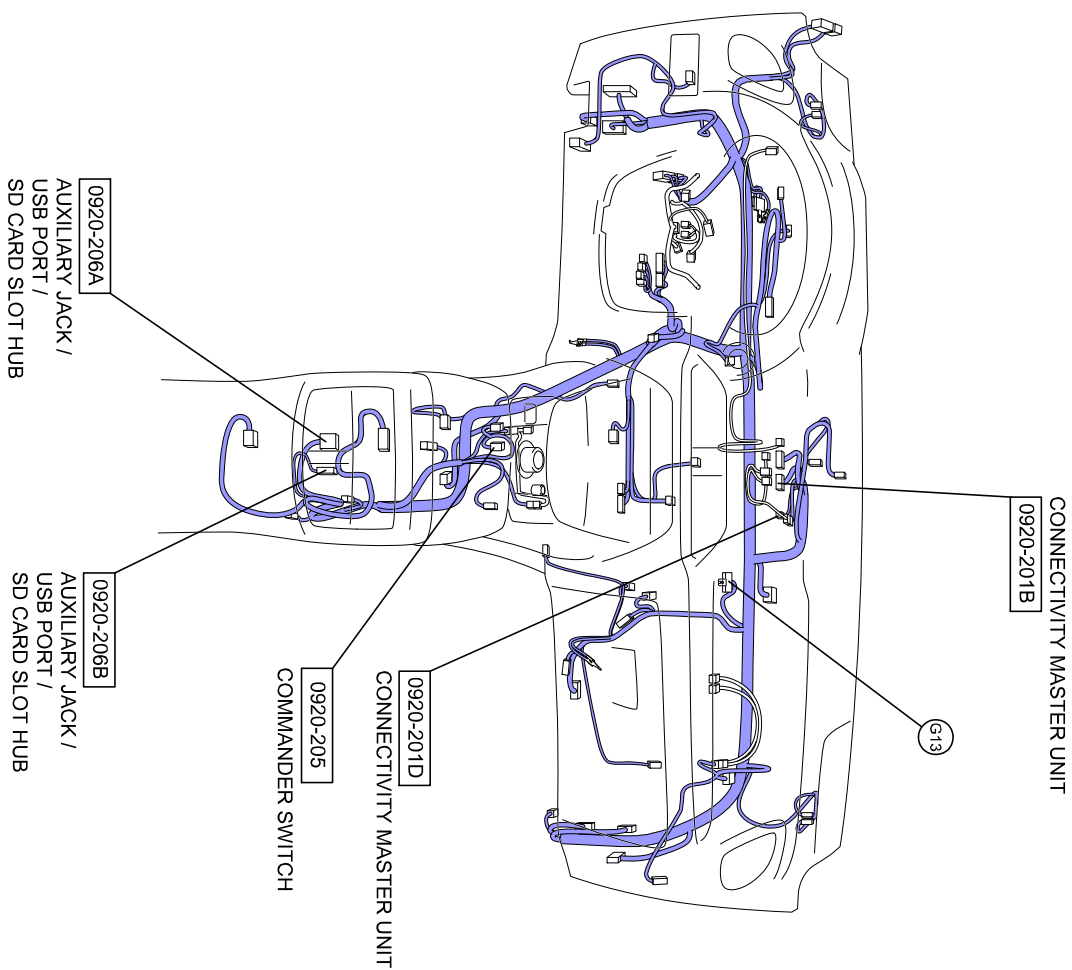 CONNECTIVITY MASTER UNIT
0920-201B
G13
0920-201D
CONNECTIVITY MASTER UNIT
0920-205
COMMANDER SWITCH
0920-206A
AUXILIARY JACK /
USB PORT /
SD CARD SLOT HUB
0920-206B
AUXILIARY JACK /
USB PORT /
SD CARD SLOT HUB